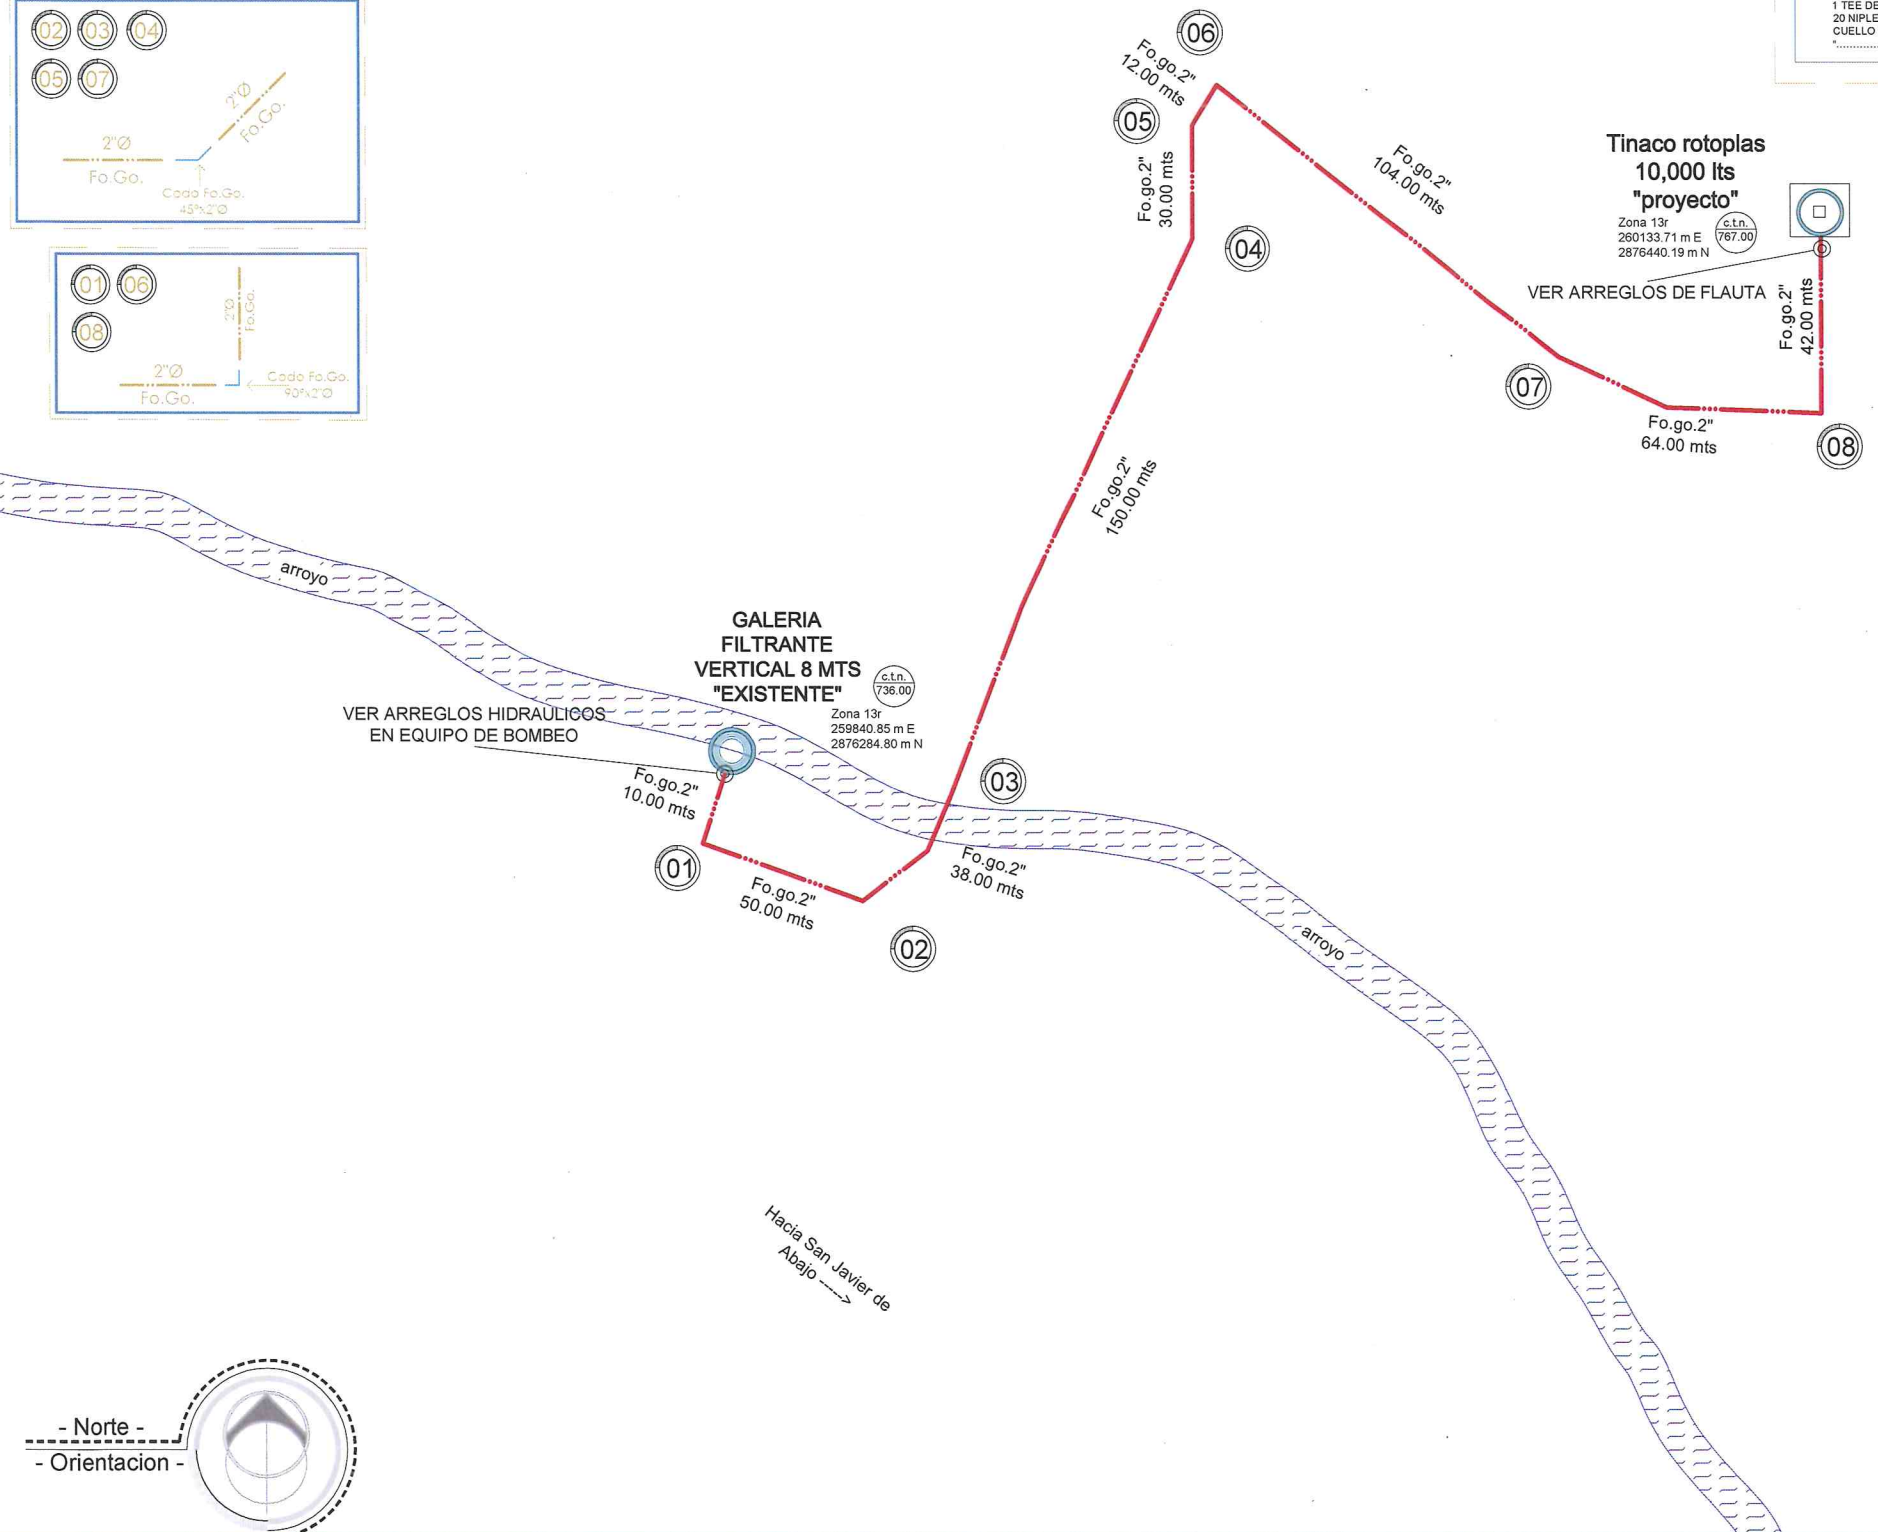 02 03 04
05 07
2"Ø
Fo.Go.
2"Ø
Fo.Go.
Codo Fo.Go.
45°x2"Ø
01 06
08
2"Ø
Fo.Go.
2"Ø
Fo.Go.
Codo Fo.Go.
90°x2"Ø
1 TEE DE
20 NIPLE
CUELLO
06
Fo.go.2"
12.00 mts
05
Fo.go.2"
30.00 mts
04
Fo.go.2"
104.00 mts
Tinaco rotoplas
10,000 lts
"proyecto"
Zona 13r
260133.71 m E
2876440.19 m N
c.t.n.
767.00
VER ARREGLOS DE FLAUTA
Fo.go.2"
42.00 mts
07
Fo.go.2"
64.00 mts
08
Fo.go.2"
150.00 mts
arroyo
GALERIA
FILTRANTE
VERTICAL 8 MTS
"EXISTENTE"
c.t.n.
736.00
Zona 13r
259840.85 m E
2876284.80 m N
VER ARREGLOS HIDRAULICOS
EN EQUIPO DE BOMBEO
Fo.go.2"
10.00 mts
03
01
Fo.go.2"
50.00 mts
Fo.go.2"
38.00 mts
02
arroyo
Hacia San Javier de
Abajo ----->
- Norte -
- Orientacion -